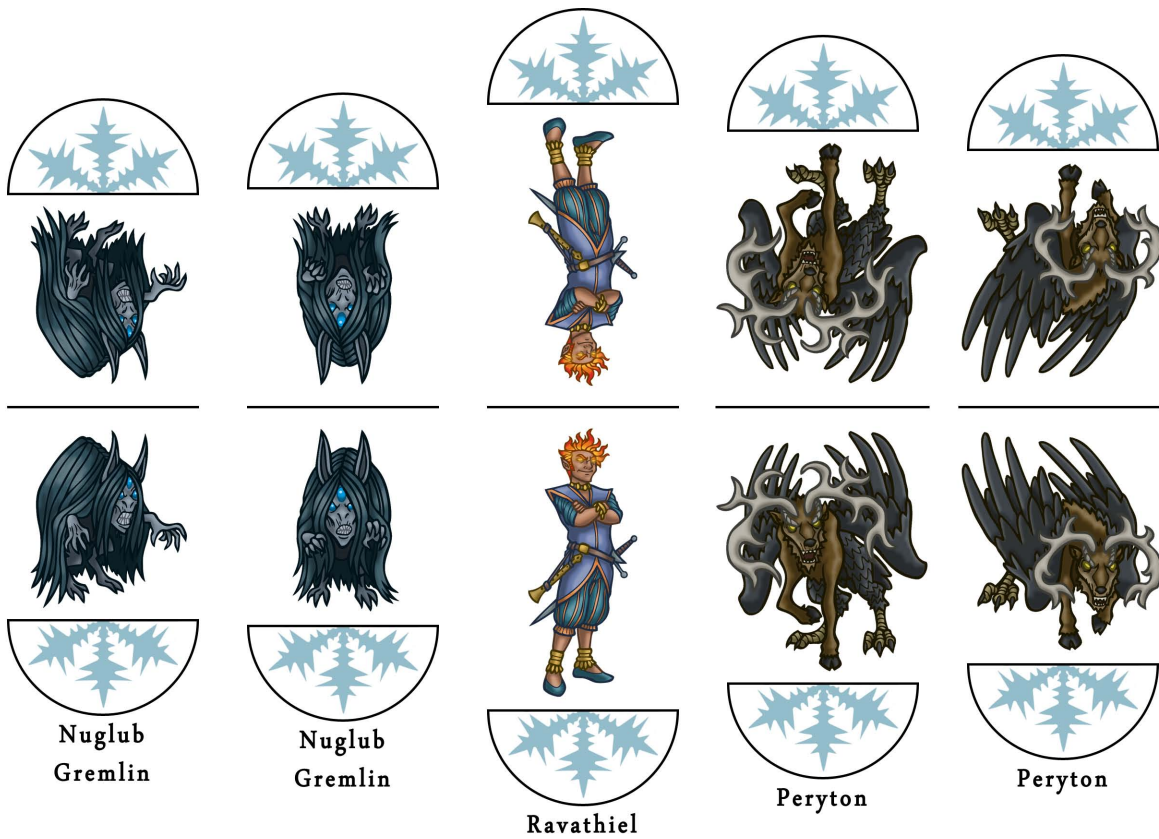 Nuglub
Gremlin
Nuglub
Gremlin
Ravathiel
Peryton
Peryton